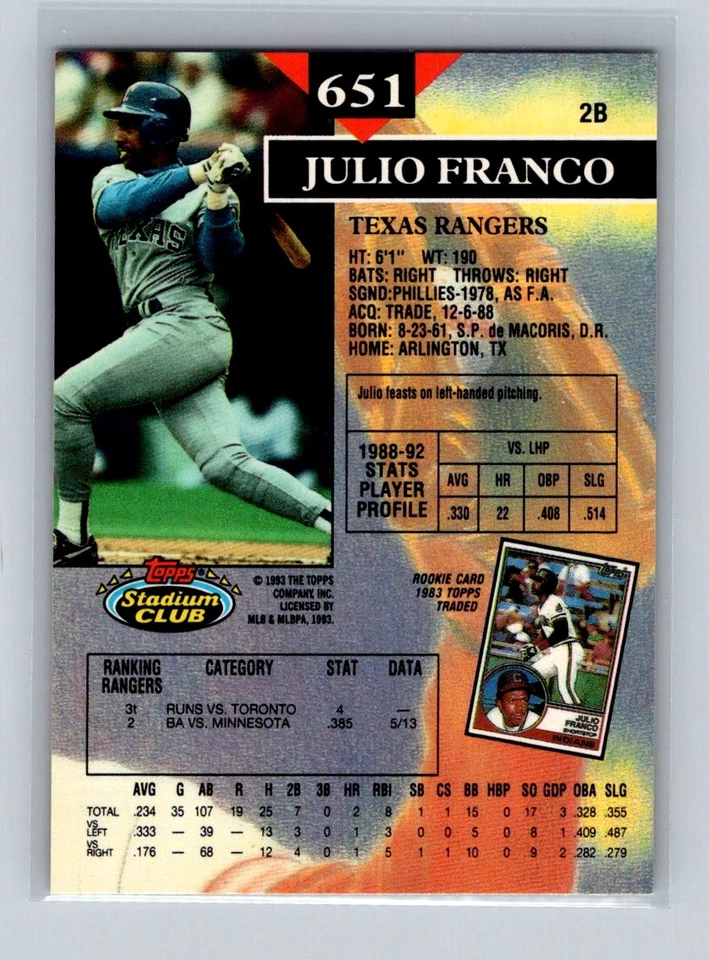 651
2B
JULIO FRANCO
TEXAS RANGERS
HT: 6'1" WT: 190
BATS: RIGHT THROWS: RIGHT
SGND:PHILLIES-1978, AS F.A.
ACQ: TRADE, 12-6-88
BORN: 8-23-61, S.P. de MACORIS, D.R.
HOME: ARLINGTON, TX
TEXAS
Julio feasts on left-handed pitching.
1988-92 STATS PLAYER PROFILE
VS. LHP
AVG HR OBP SLG
.330 22 .408 .514
Topps
Stadium
CLUB
© 1993 THE TOPPS
COMPANY, INC.
LICENSED BY
MLB & MLBPA, 1993.
ROOKIE CARD
1983 TOPPS
TRADED
Topps
C
JULIO
FRANCO
SHORTSTOP
INDIANS
RANKING RANGERS CATEGORY STAT DATA
3t RUNS VS. TORONTO 4 —
2 BA VS. MINNESOTA .385 5/13
AVG G AB R H 2B 3B HR RBI SB CS BB HBP SO GDP OBA SLG
TOTAL .234 35 107 19 25 7 0 2 8 1 1 15 0 17 3 .328 .355
VS LEFT .333 — 39 — 13 3 0 1 3 0 0 5 0 8 1 .409 .487
VS RIGHT .176 — 68 — 12 4 0 1 5 1 1 10 0 9 2 .282 .279